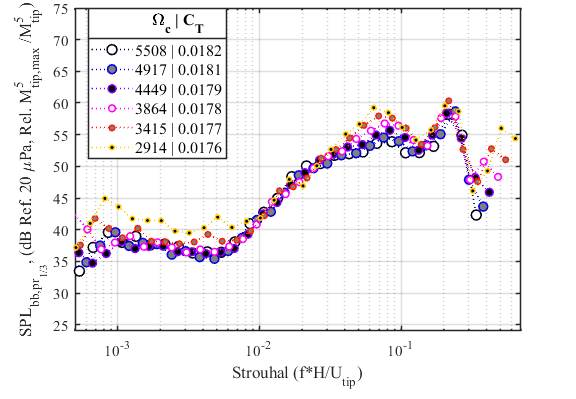 Ω_c | C_T
5508 | 0.0182
4917 | 0.0181
4449 | 0.0179
3864 | 0.0178
3415 | 0.0177
2914 | 0.0176
SPL_bb,pr_1/3, (dB Ref. 20 μPa, Rel. M^5_tip,max /M^5_tip)
75
70
65
60
55
50
45
40
35
30
25
10^-3
10^-2
10^-1
Strouhal (f*H/U_tip)